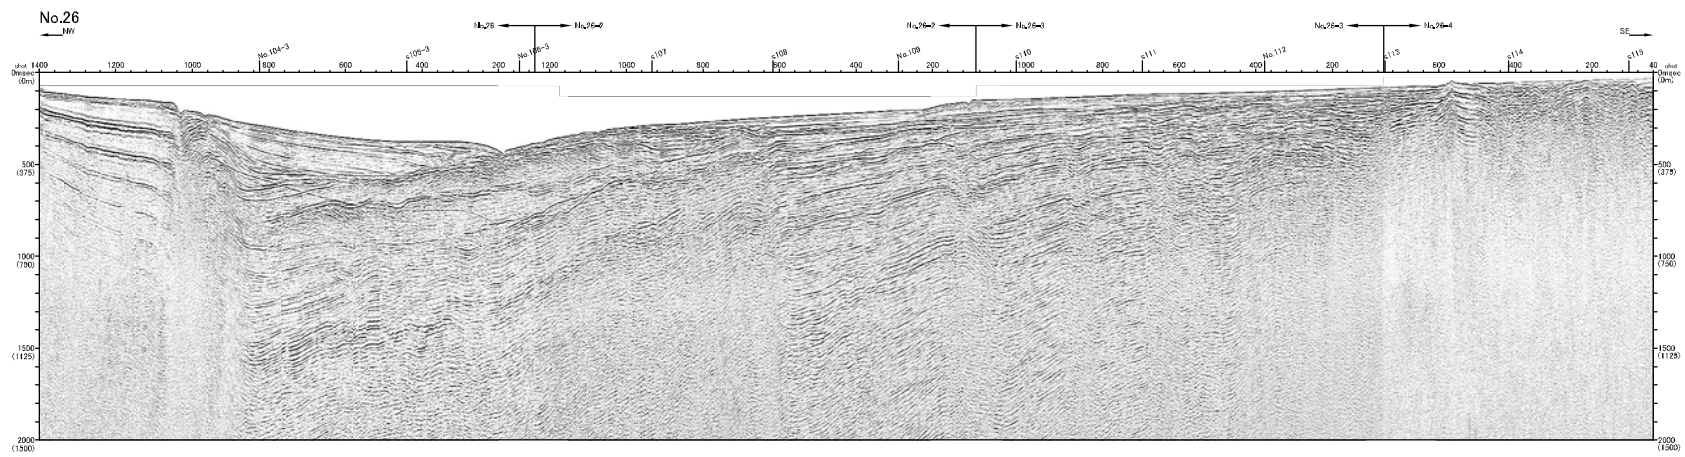 No.26
NW
No.26 No.26-2
No.26-2 No.26-3
No.26-3 No.26-4
SE
No.104-3 s105-3 No.106-3 s107 s108 No.109 s110 s111 No.112 s113 s114 s115
shot 1400 1200 1000 800 600 400 200 1200 1000 800 600 400 200 1000 800 600 400 200 600 400 200 40 shot
0msec 0msec
(0m) (0m)
500 500
(375) (375)
1000 1000
(750) (750)
1500 1500
(1125) (1125)
2000 2000
(1500) (1500)